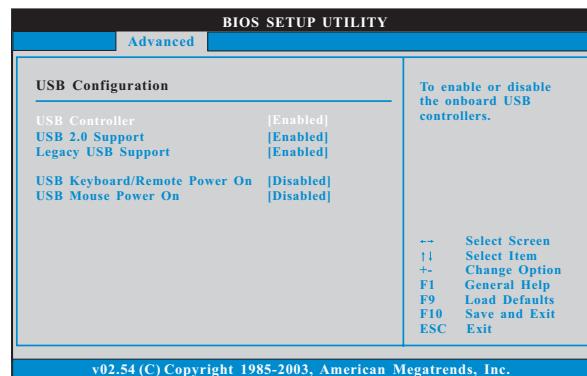 BIOS SETUP UTILITY
Advanced
USB Configuration
USB Controller [Enabled]
USB 2.0 Support [Enabled]
Legacy USB Support [Enabled]
USB Keyboard/Remote Power On [Disabled]
USB Mouse Power On [Disabled]
To enable or disable
the onboard USB
controllers.
←→ Select Screen
↑↓ Select Item
+- Change Option
F1 General Help
F9 Load Defaults
F10 Save and Exit
ESC Exit
v02.54 (C) Copyright 1985-2003, American Megatrends, Inc.